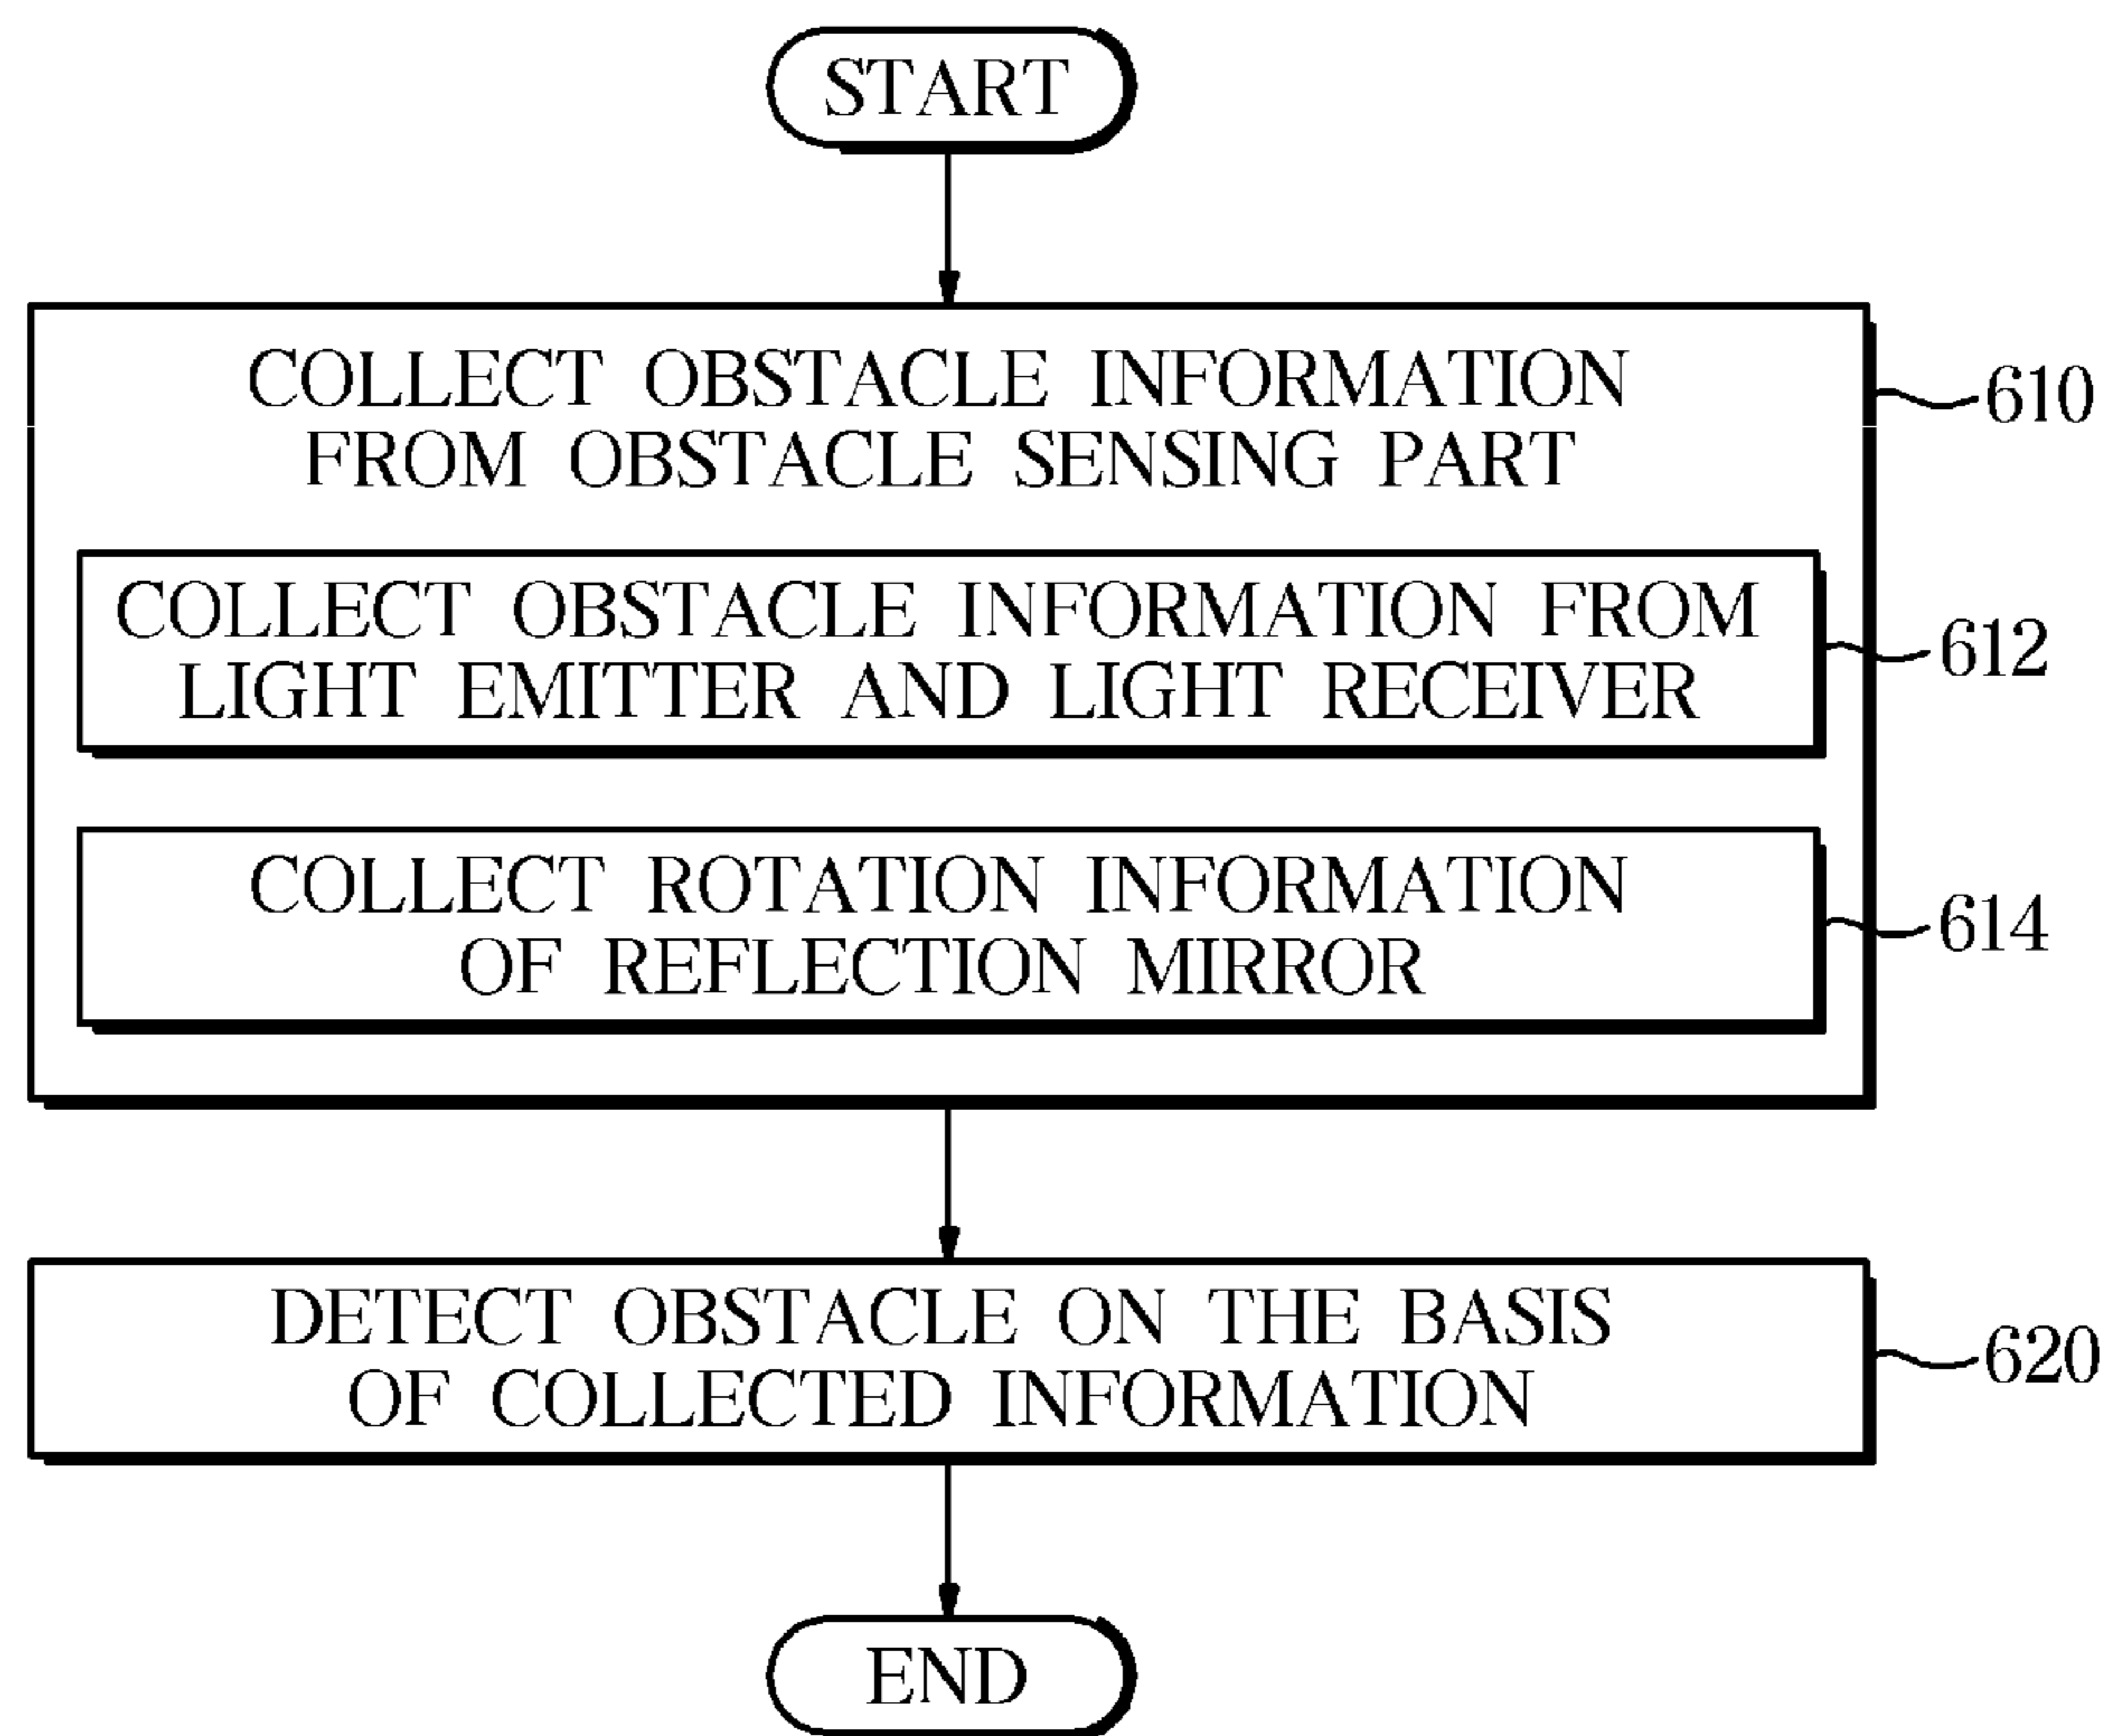 START
COLLECT OBSTACLE INFORMATION
FROM OBSTACLE SENSING PART
610
COLLECT OBSTACLE INFORMATION FROM
LIGHT EMITTER AND LIGHT RECEIVER
612
COLLECT ROTATION INFORMATION
OF REFLECTION MIRROR
614
DETECT OBSTACLE ON THE BASIS
OF COLLECTED INFORMATION
620
END